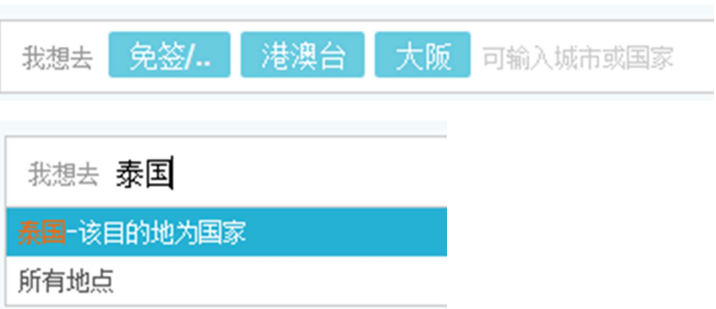 我想去 免签/.. 港澳台 大阪 可输入城市或国家
我想去 泰国
泰国-该目的地为国家
所有地点